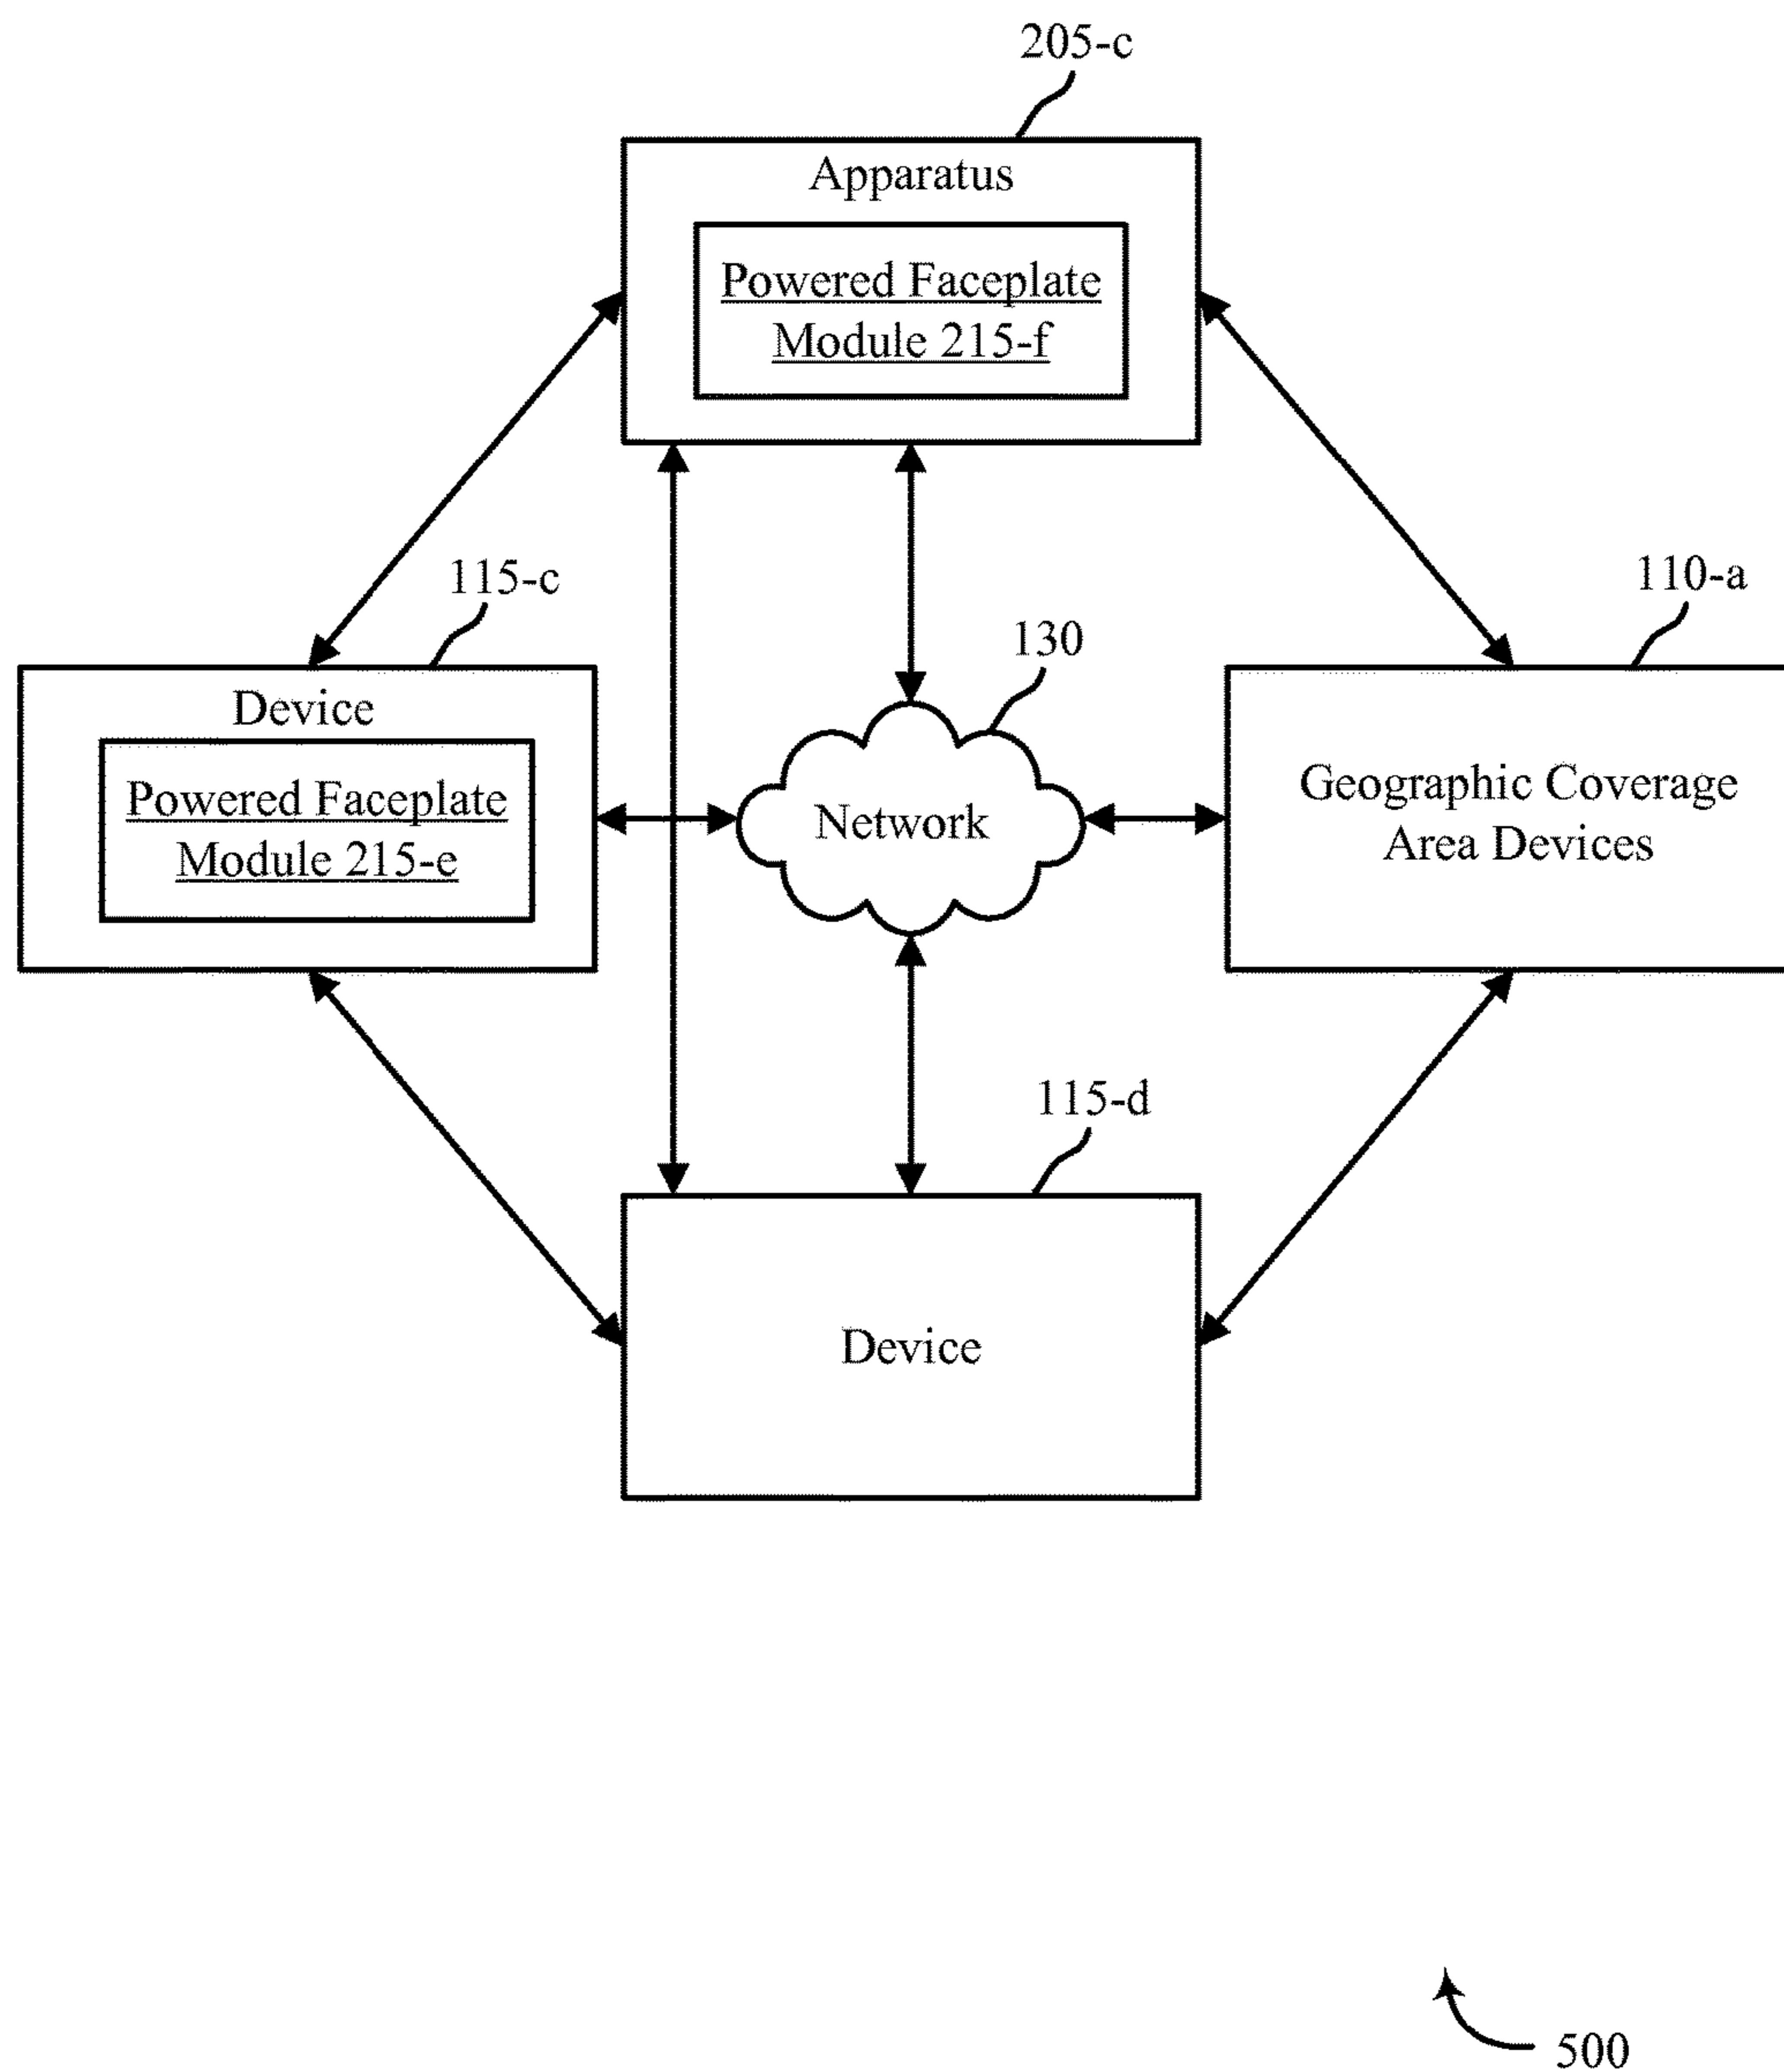 205-c
Apparatus
Powered Faceplate
Module 215-f
115-c
110-a
130
Device
Powered Faceplate
Module 215-e
Network
Geographic Coverage
Area Devices
115-d
Device
500